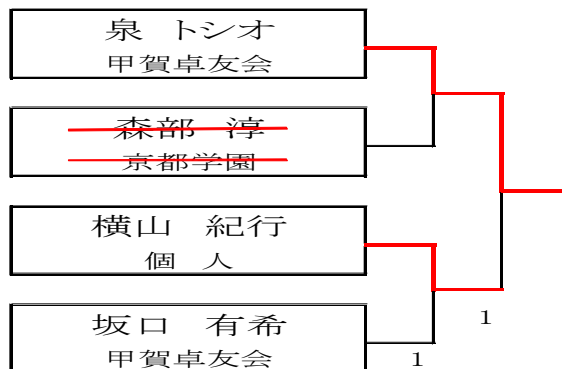 泉 トシオ
甲賀卓友会
森部 淳
京都学園
横山 紀行
個 人
坂口 有希
甲賀卓友会
1
1